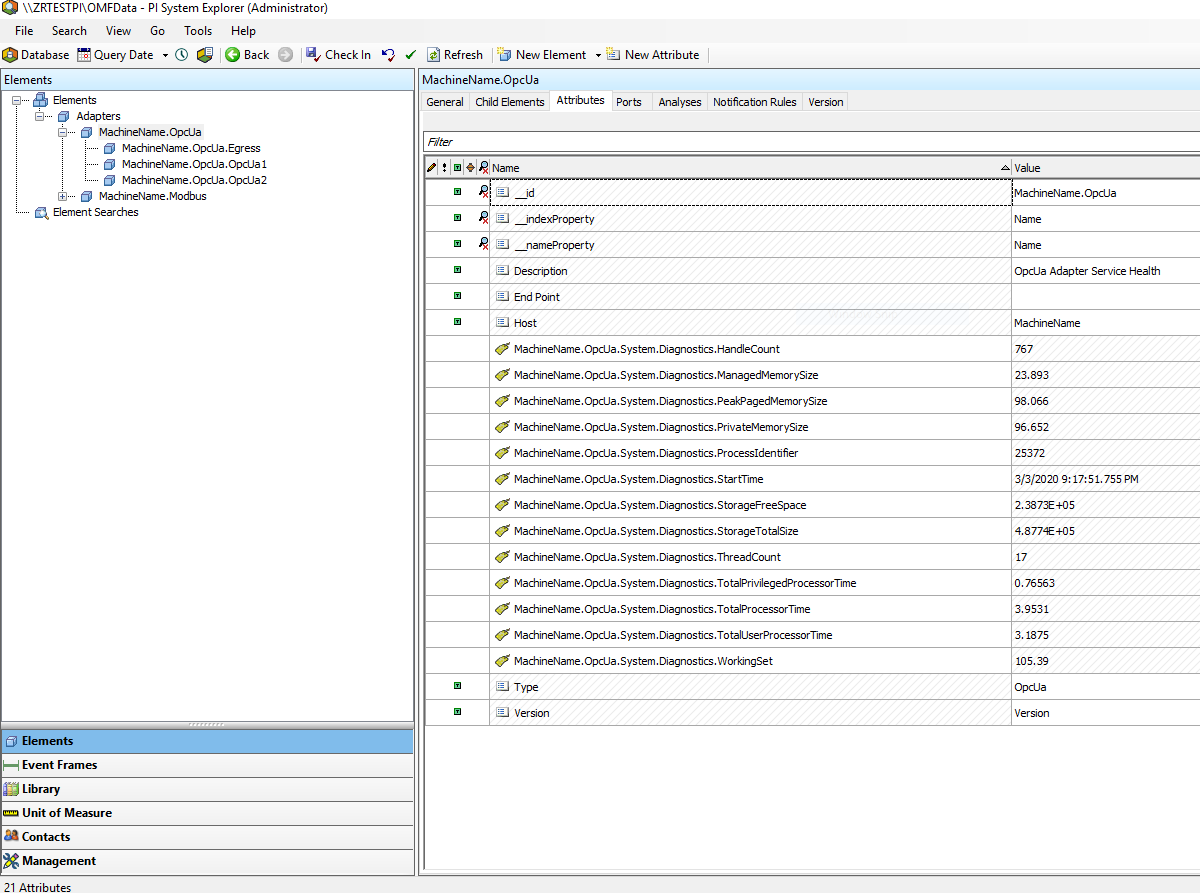 \\ZRTESTPI\OMFData - PI System Explorer (Administrator)
File Search View Go Tools Help
Database Query Date Back Check In Refresh New Element New Attribute
Elements
Elements
Adapters
MachineName.OpcUa
MachineName.OpcUa.Egress
MachineName.OpcUa.OpcUa1
MachineName.OpcUa.OpcUa2
MachineName.Modbus
Element Searches
Elements
Event Frames
Library
Unit of Measure
Contacts
Management
MachineName.OpcUa
General Child Elements Attributes Ports Analyses Notification Rules Version
Filter
Name Value
__id MachineName.OpcUa
__indexProperty Name
__nameProperty Name
Description OpcUa Adapter Service Health
End Point
Host MachineName
MachineName.OpcUa.System.Diagnostics.HandleCount 767
MachineName.OpcUa.System.Diagnostics.ManagedMemorySize 23.893
MachineName.OpcUa.System.Diagnostics.PeakPagedMemorySize 98.066
MachineName.OpcUa.System.Diagnostics.PrivateMemorySize 96.652
MachineName.OpcUa.System.Diagnostics.ProcessIdentifier 25372
MachineName.OpcUa.System.Diagnostics.StartTime 3/3/2020 9:17:51.755 PM
MachineName.OpcUa.System.Diagnostics.StorageFreeSpace 2.3873E+05
MachineName.OpcUa.System.Diagnostics.StorageTotalSize 4.8774E+05
MachineName.OpcUa.System.Diagnostics.ThreadCount 17
MachineName.OpcUa.System.Diagnostics.TotalPrivilegedProcessorTime 0.76563
MachineName.OpcUa.System.Diagnostics.TotalProcessorTime 3.9531
MachineName.OpcUa.System.Diagnostics.TotalUserProcessorTime 3.1875
MachineName.OpcUa.System.Diagnostics.WorkingSet 105.39
Type OpcUa
Version Version
21 Attributes